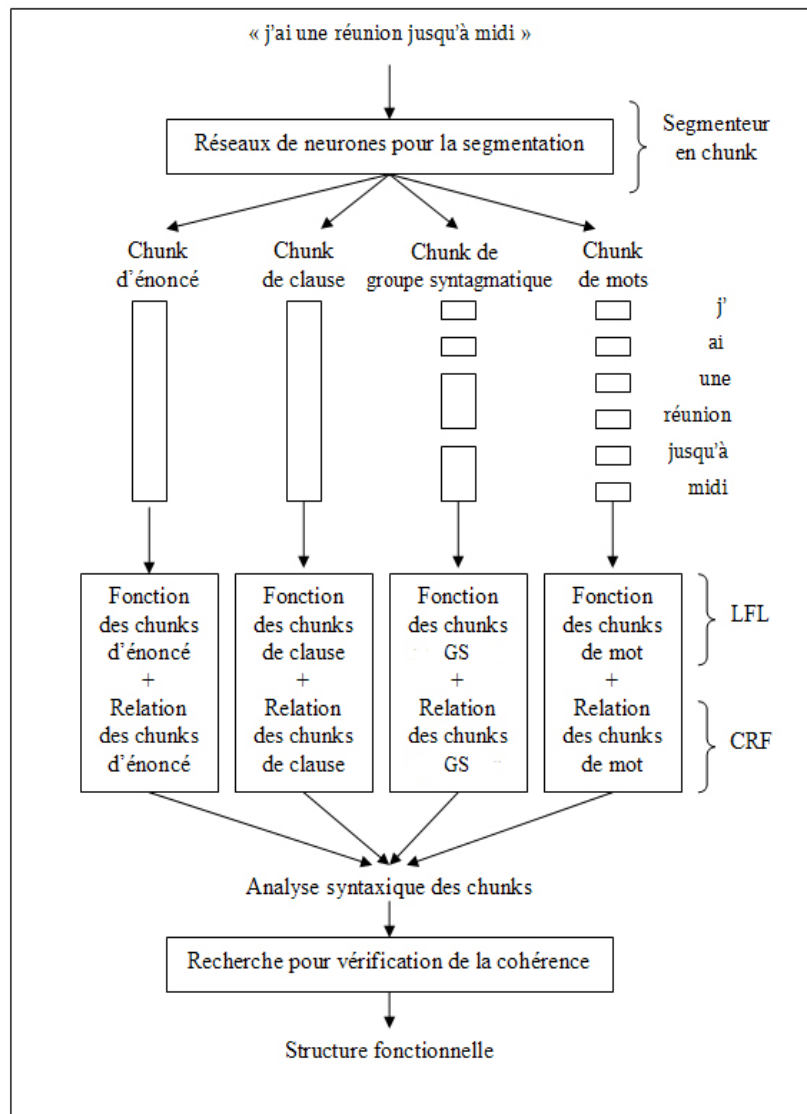 « j'ai une réunion jusqu'à midi »
Réseaux de neurones pour la segmentation
Segmenteur
en chunk
Chunk
d'énoncé
Chunk
de clause
Chunk de
groupe syntagmatique
Chunk
de mots
j'
ai
une
réunion
jusqu'à
midi
Fonction
des chunks
d'énoncé
+
Relation
des chunks
d'énoncé
Fonction
des chunks
de clause
+
Relation
des chunks
de clause
Fonction
des chunks
GS
+
Relation
des chunks
GS
Fonction
des chunks
de mot
+
Relation
des chunks
de mot
LFL
CRF
Analyse syntaxique des chunks
Recherche pour vérification de la cohérence
Structure fonctionnelle